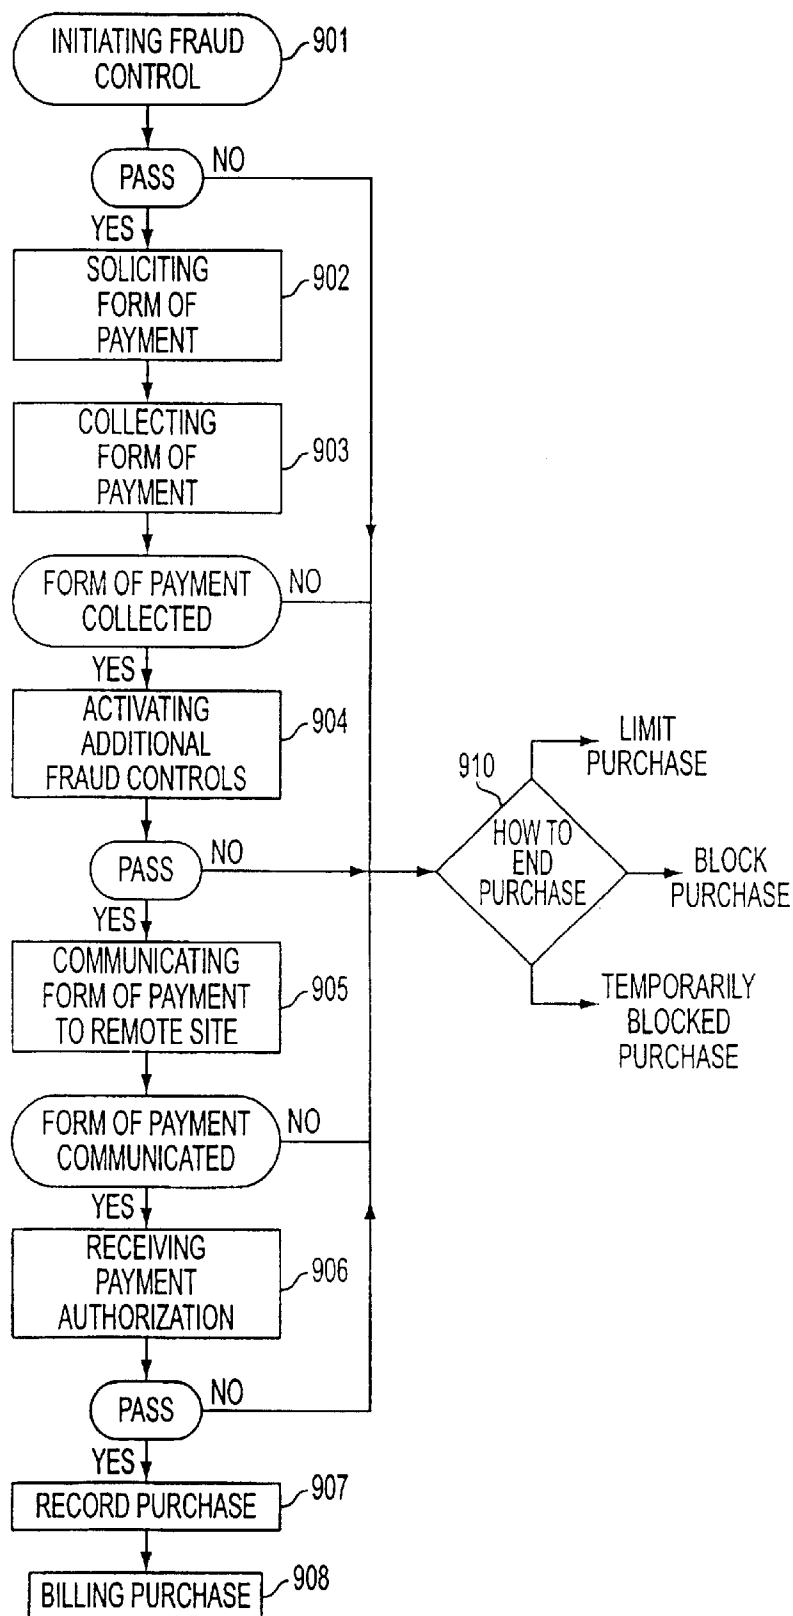 INITIATING FRAUD
CONTROL
901
PASS
NO
YES
SOLICITING
FORM OF
PAYMENT
902
COLLECTING
FORM OF
PAYMENT
903
FORM OF PAYMENT
COLLECTED
NO
YES
ACTIVATING
ADDITIONAL
FRAUD CONTROLS
904
PASS
NO
YES
COMMUNICATING
FORM OF PAYMENT
TO REMOTE SITE
905
FORM OF PAYMENT
COMMUNICATED
NO
YES
RECEIVING
PAYMENT
AUTHORIZATION
906
PASS
NO
YES
RECORD PURCHASE
907
BILLING PURCHASE
908
910
HOW TO
END
PURCHASE
LIMIT
PURCHASE
BLOCK
PURCHASE
TEMPORARILY
BLOCKED
PURCHASE